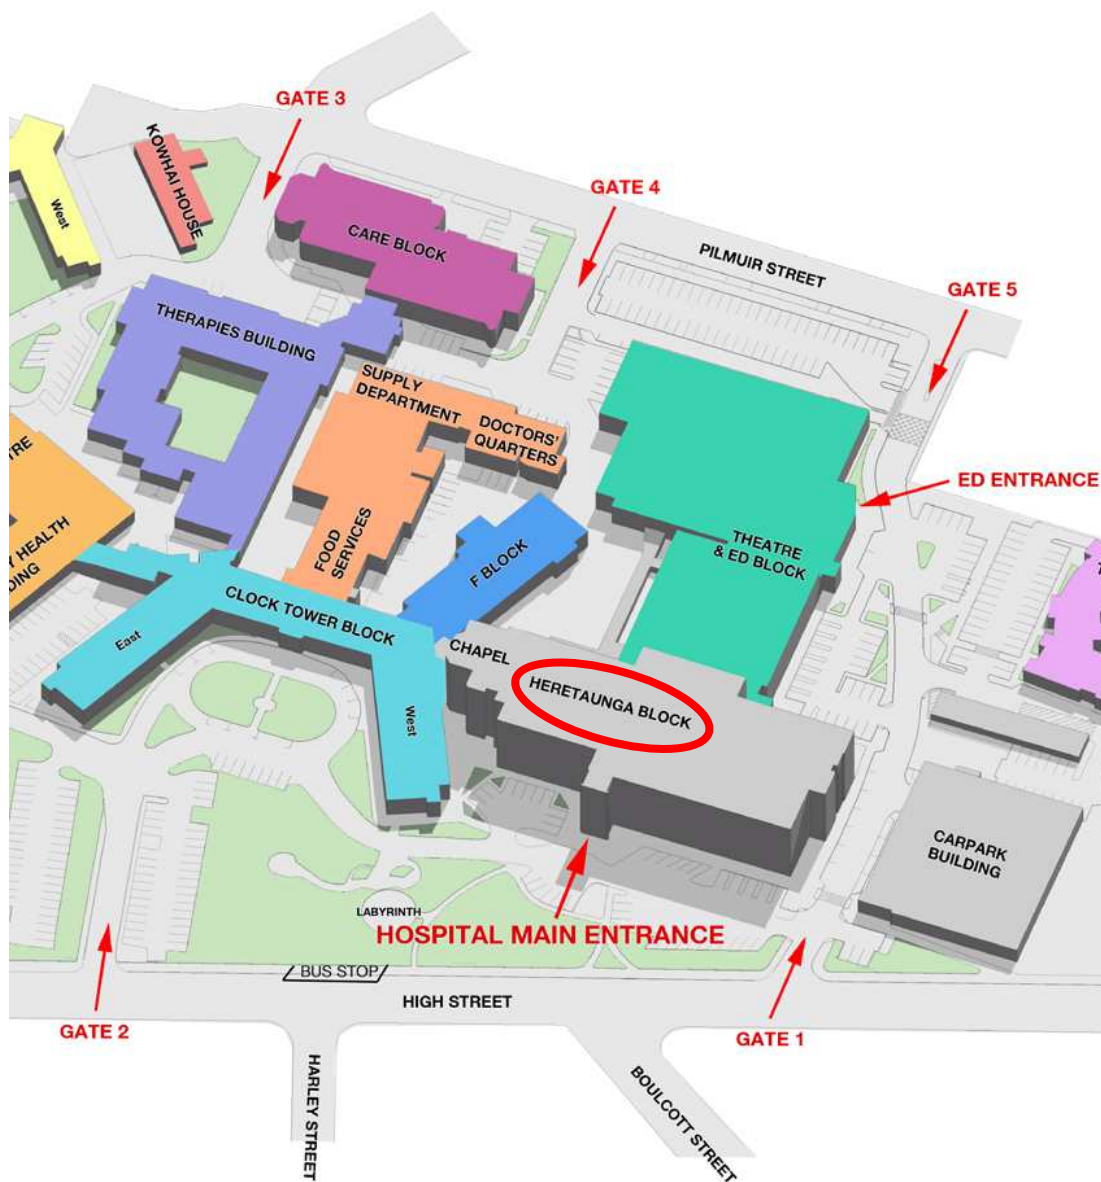 GATE 3
KOWHAI HOUSE
West
GATE 4
CARE BLOCK
PILMUIR STREET
GATE 5
THERAPIES BUILDING
SUPPLY
DEPARTMENT
DOCTORS'
QUARTERS
ED ENTRANCE
TRE
Y HEALTH
DING
FOOD
SERVICES
F BLOCK
THEATRE
& ED BLOCK
T
CLOCK TOWER BLOCK
East
West
CHAPEL
HERETAUNGA BLOCK
CARPARK
BUILDING
LABYRINTH
HOSPITAL MAIN ENTRANCE
BUS STOP
HIGH STREET
GATE 2
GATE 1
HARLEY STREET
BOULCOTT STREET